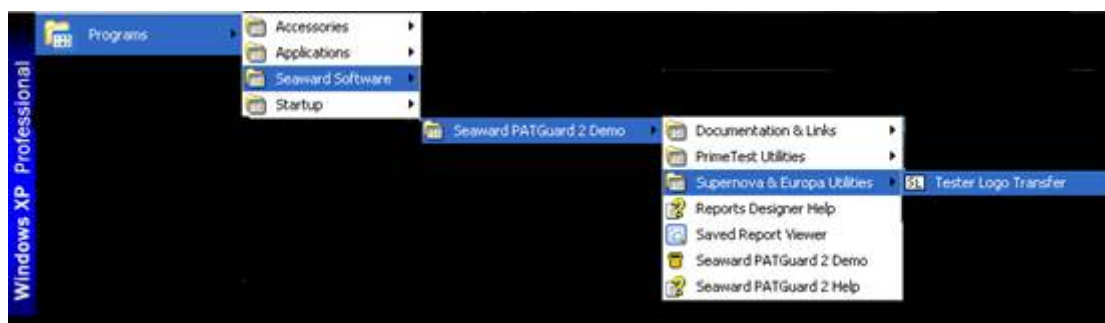 Windows XP Professional
Programs
Accessories
Applications
Seaward Software
Startup
Seaward PATGuard 2 Demo
Documentation & Links
PrimeTest Utilities
Supernova & Europa Utilities
Reports Designer Help
Saved Report Viewer
Seaward PATGuard 2 Demo
Seaward PATGuard 2 Help
SL Tester Logo Transfer